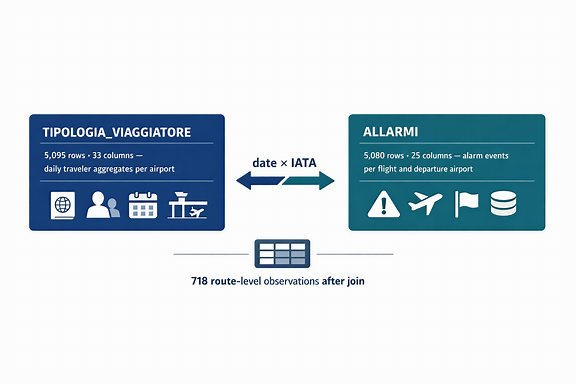 TIPOLOGIA_VIAGGIATORE
5,095 rows • 33 columns —
daily traveler aggregates per airport
date × IATA
ALLARMI
5,080 rows • 25 columns — alarm events
per flight and departure airport
718 route-level observations after join